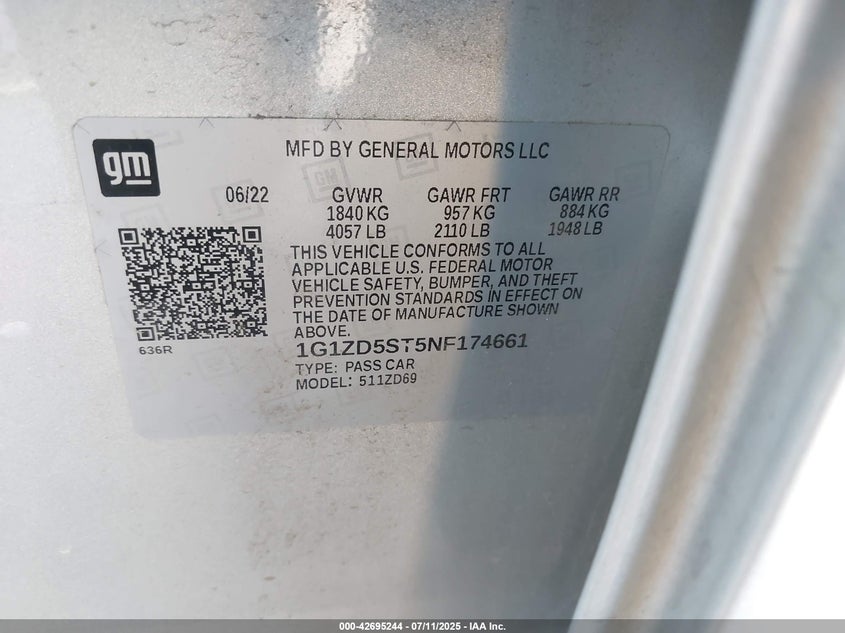 gm
MFD BY GENERAL MOTORS LLC
06/22 GVWR GAWR FRT GAWR RR
1840 KG 957 KG 884 KG
4057 LB 2110 LB 1948 LB
THIS VEHICLE CONFORMS TO ALL
APPLICABLE U.S. FEDERAL MOTOR
VEHICLE SAFETY, BUMPER, AND THEFT
PREVENTION STANDARDS IN EFFECT ON
THE DATE OF MANUFACTURE SHOWN
ABOVE.
636R
1G1ZD5ST5NF174661
TYPE: PASS CAR
MODEL: 511ZD69
000-42695244 - 07/11/2025 - IAA Inc.